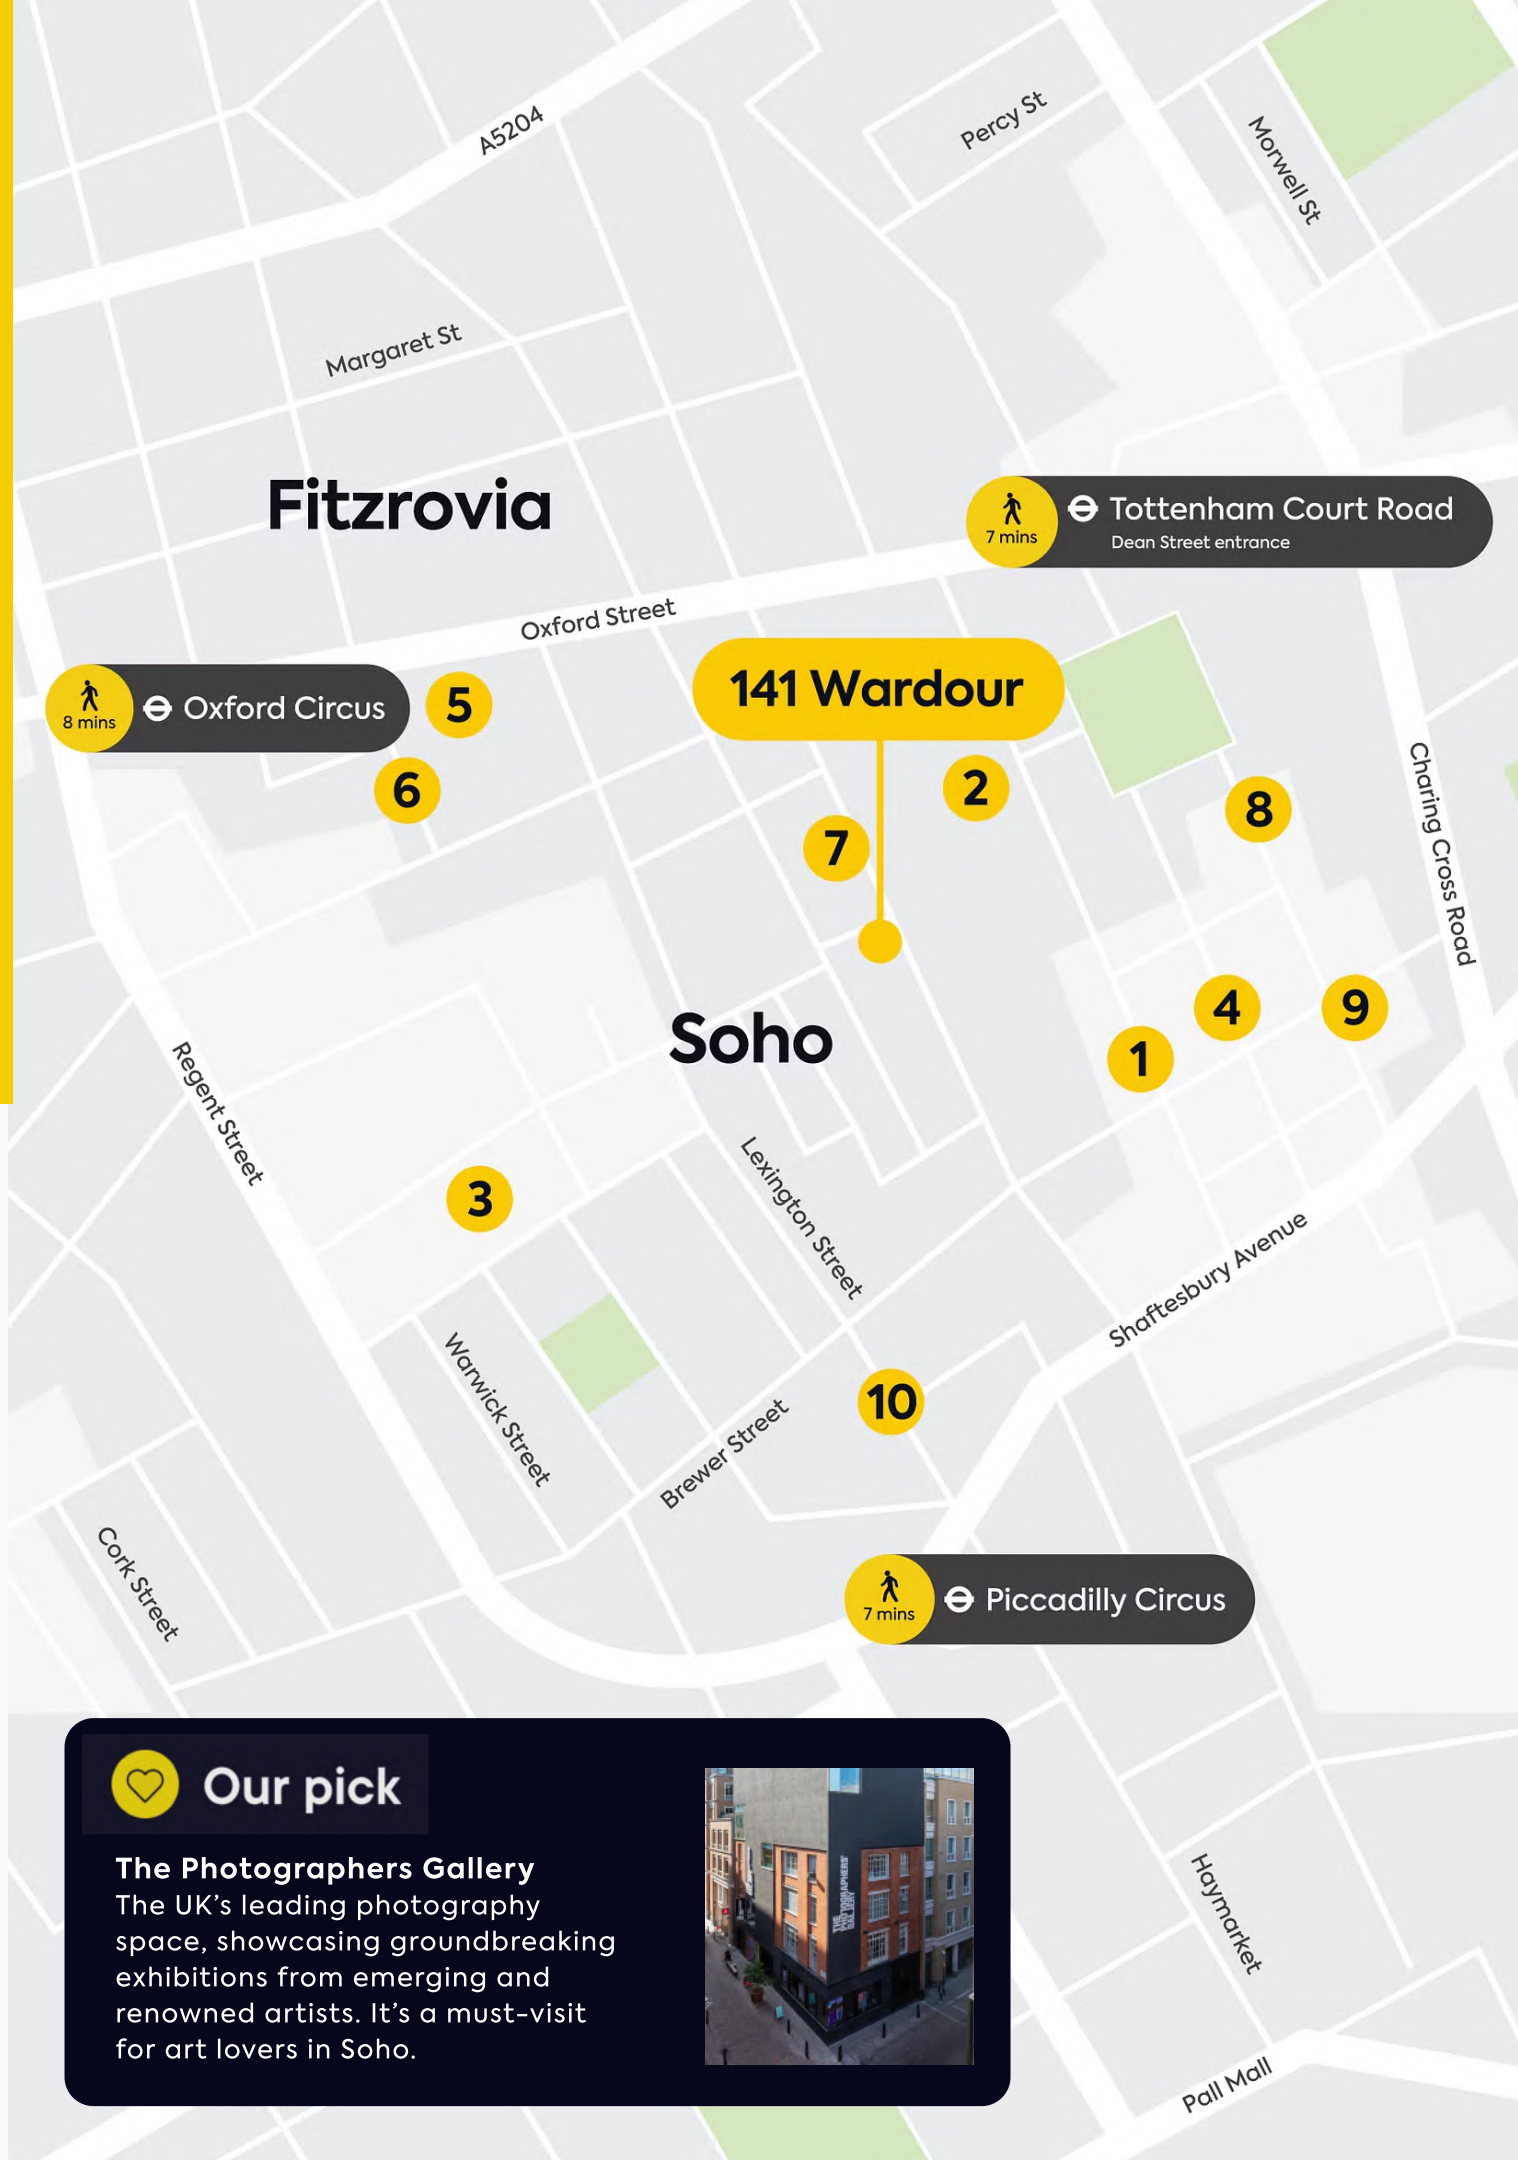 A5204
Percy St
Morwell St
Margaret St
Fitzrovia
7 mins
Tottenham Court Road
Dean Street entrance
Oxford Street
141 Wardour
8 mins
Oxford Circus
5
6
2
7
8
Charing Cross Road
4
9
1
Soho
Regent Street
3
Lexington Street
Shaftesbury Avenue
Warwick Street
10
Brewer Street
Cork Street
7 mins
Piccadilly Circus
Our pick
The Photographers Gallery
The UK’s leading photography
space, showcasing groundbreaking
exhibitions from emerging and
renowned artists. It’s a must-visit
for art lovers in Soho.
THE
PHOTOGRAPHERS’
GALLERY
Haymarket
Pall Mall